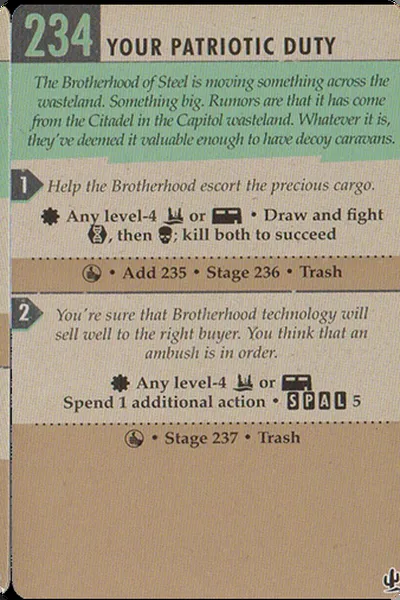 234 YOUR PATRIOTIC DUTY
The Brotherhood of Steel is moving something across the
wasteland. Something big. Rumors are that it has come
from the Citadel in the Capitol wasteland. Whatever it is,
they've deemed it valuable enough to have decoy caravans.
1 Help the Brotherhood escort the precious cargo.
Any level-4 or • Draw and fight
, then ; kill both to succeed
• Add 235 • Stage 236 • Trash
2 You're sure that Brotherhood technology will
sell well to the right buyer. You think that an
ambush is in order.
Any level-4 or
Spend 1 additional action • S P A L 5
• Stage 237 • Trash